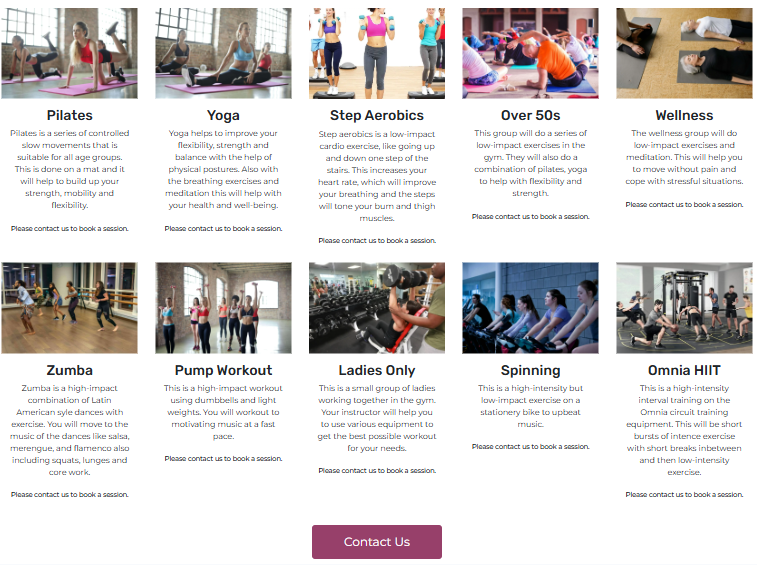 Pilates
Pilates is a series of controlled
slow movements that is
suitable for all age groups.
This is done on a mat and it
will help to build up your
strength, mobility and
flexibility.
Please contact us to book a session.
Yoga
Yoga helps to improve your
flexibility, strength and
balance with the help of
physical postures. Also with
the breathing exercises and
meditation this will help with
your health and well-being.
Please contact us to book a session.
Step Aerobics
Step aerobics is a low-impact
cardio exercise, like going up
and down one step of the
stairs. This increases your
heart rate, which will improve
your breathing and the steps
will tone your bum and thigh
muscles.
Please contact us to book a session.
Over 50s
This group will do a series of
low-impact exercises in the
gym. They will also do a
combination of pilates, yoga
to help with flexibility and
strength.
Please contact us to book a session.
Wellness
The wellness group will do
low-impact exercises and
meditation. This will help you
to move without pain and
cope with stressful situations.
Please contact us to book a session.
Zumba
Zumba is a high-impact
combination of Latin
American syle dances with
exercise. You will move to the
music of the dances like salsa,
merengue, and flamenco also
including squats, lunges and
core work.
Please contact us to book a session.
Pump Workout
This is a high-impact workout
using dumbbells and light
weights. You will workout to
motivating music at a fast
pace.
Please contact us to book a session.
Ladies Only
This is a small group of ladies
working together in the gym.
Your instructor will help you
to use various equipment to
get the best possible workout
for your needs.
Please contact us to book a session.
Spinning
This is a high-intensity but
low-impact exercise on a
stationery bike to upbeat
music.
Please contact us to book a session.
Omnia HIIT
This is a high-intensity
interval training on the
Omnia circuit training
equipment. This will be short
bursts of intence exercise
with short breaks inbetween
and then low-intensity
exercise.
Please contact us to book a session.
Contact Us